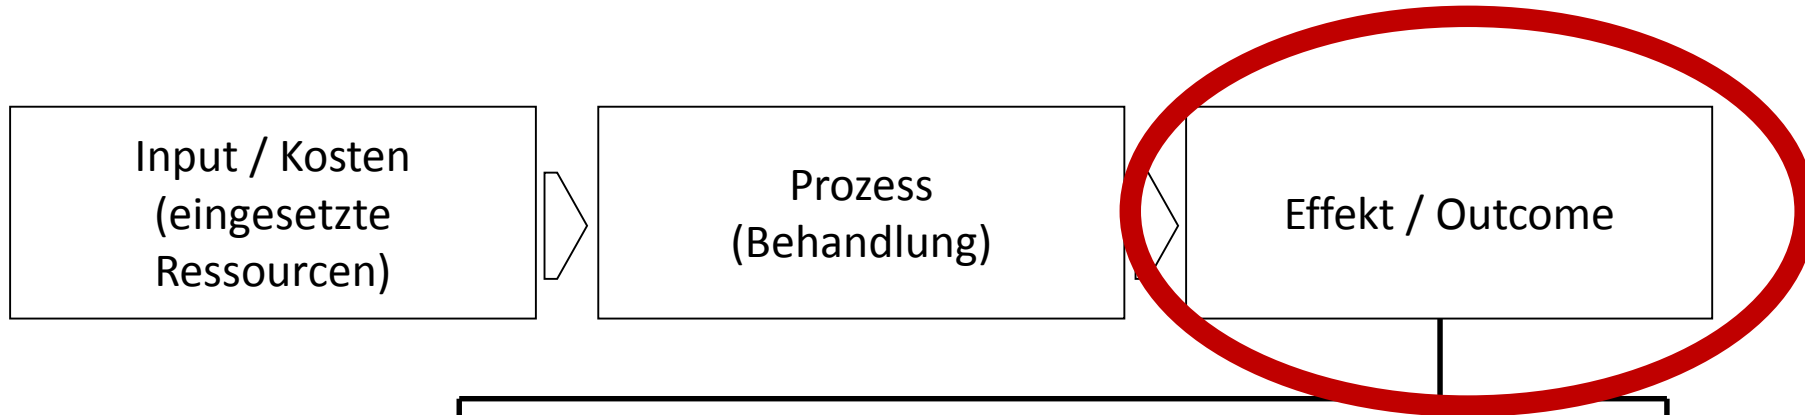 Input / Kosten
(eingesetzte
Ressourcen)
Prozess
(Behandlung)
Effekt / Outcome